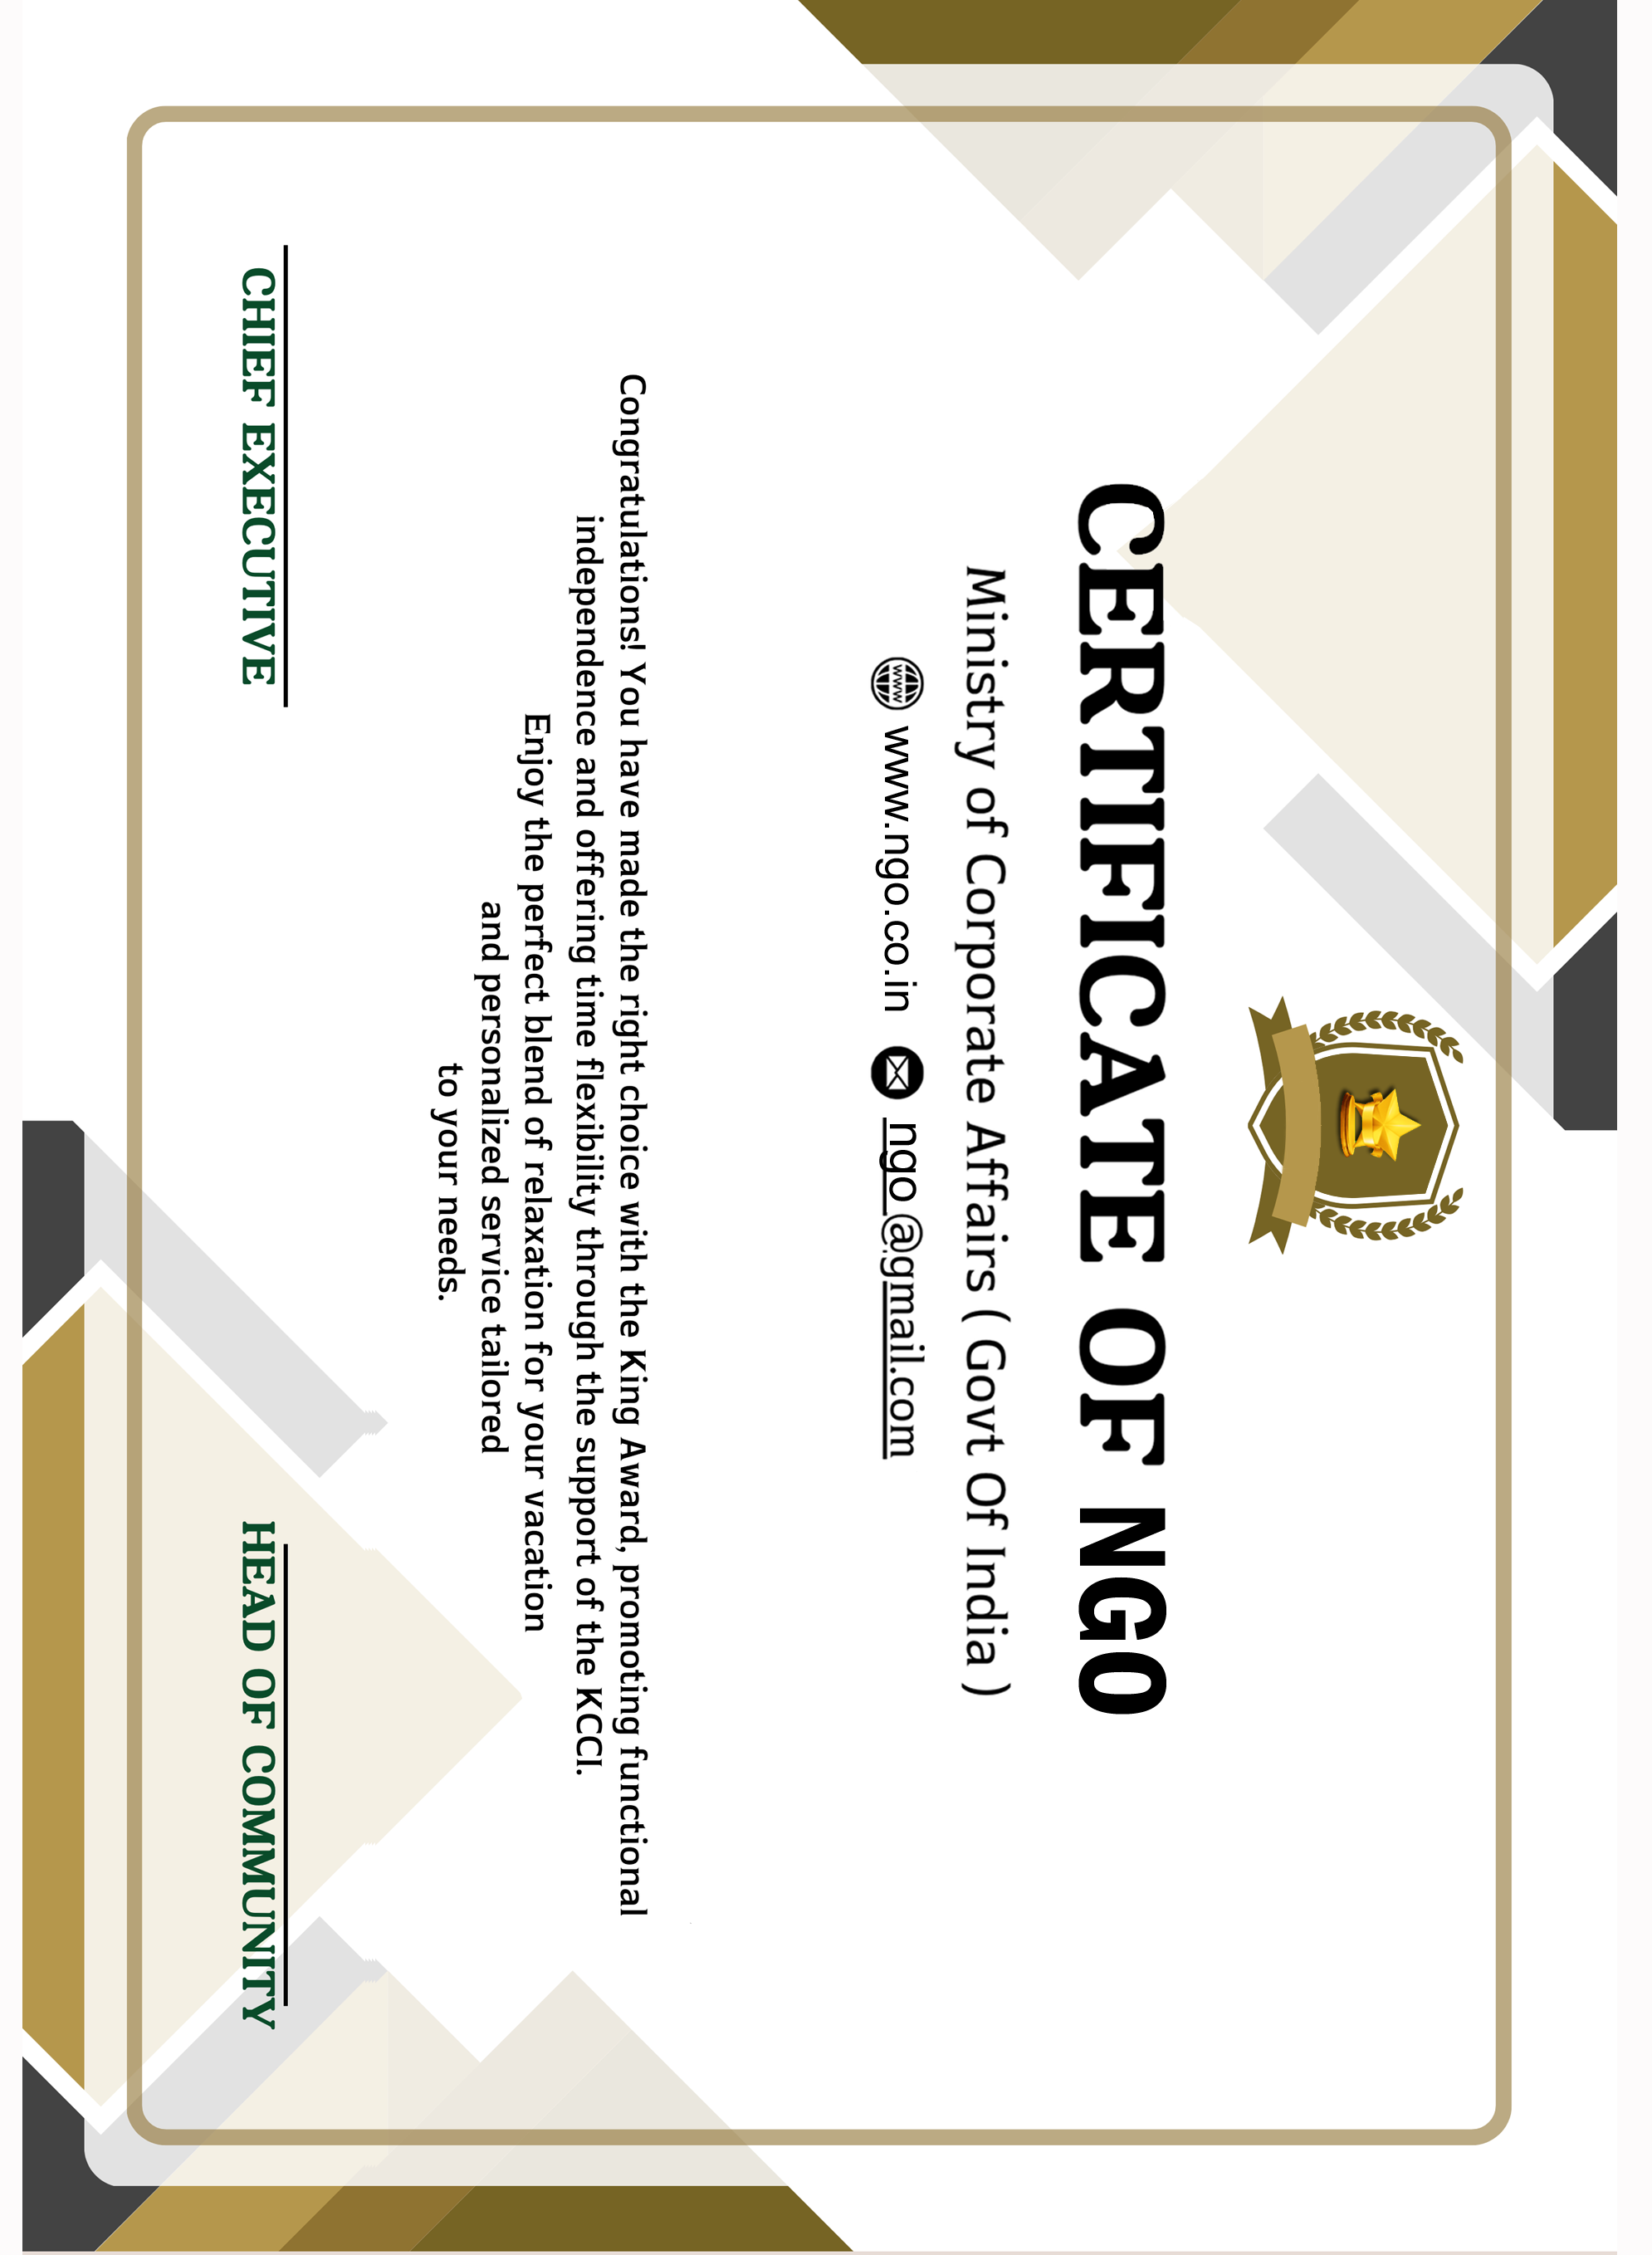 CERTIFICATE OF NGO
Ministry of Corporate Affairs ( Govt Of India )
www www.ngo.co.in ngo @gmail.com
Congratulations! You have made the right choice with the King Award, promoting functional
independence and offering time flexibility through the support of the KCCI.
Enjoy the perfect blend of relaxation for your vacation
and personalized service tailored
to your needs.
CHIEF EXECUTIVE HEAD OF COMMUNITY